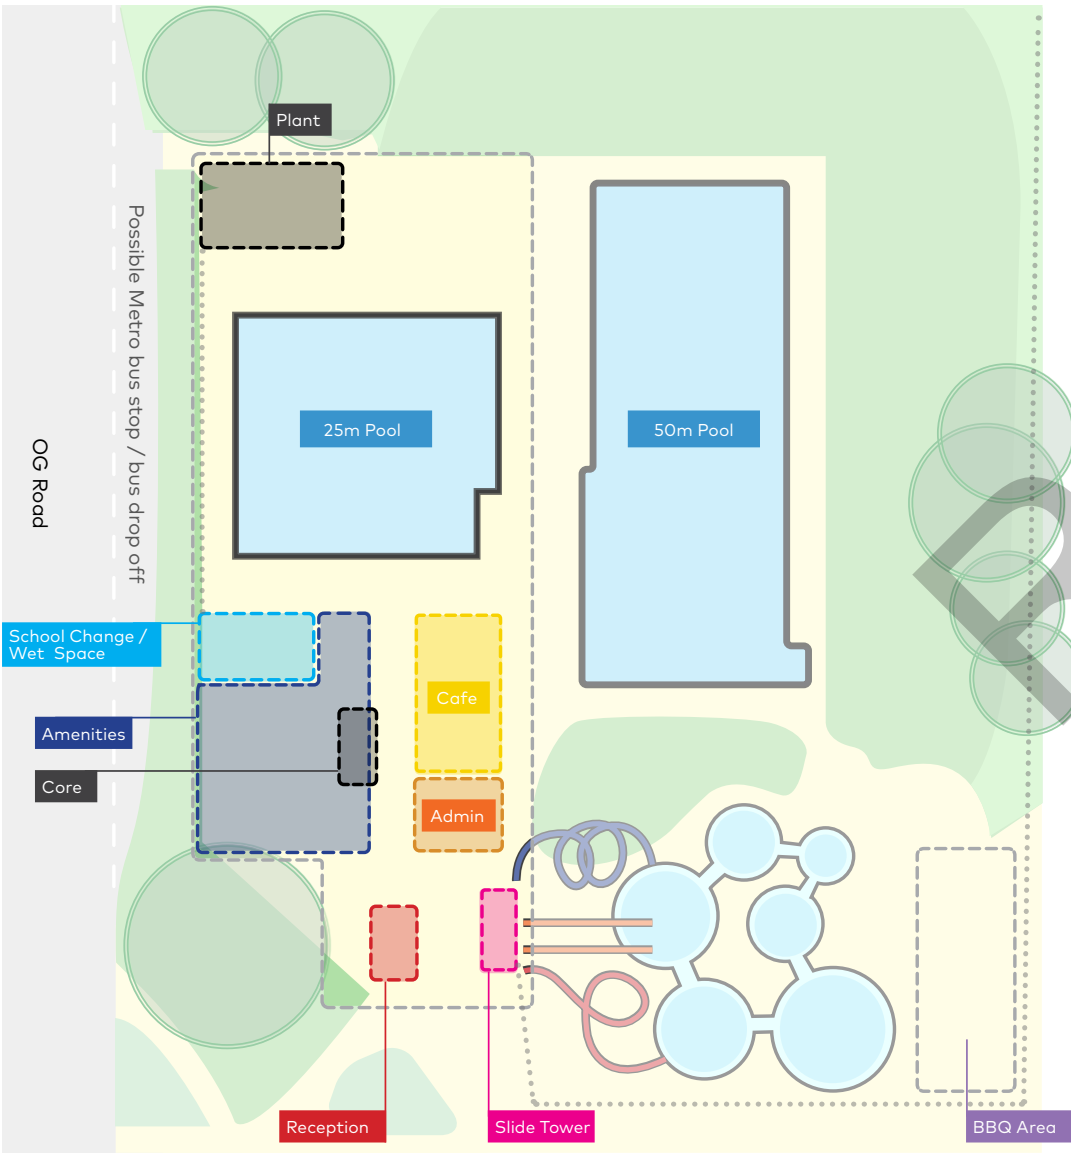 Plant
Possible Metro bus stop / bus drop off
OG Road
25m Pool
50m Pool
School Change /
Wet Space
Cafe
Amenities
Core
Admin
Reception
Slide Tower
BBQ Area